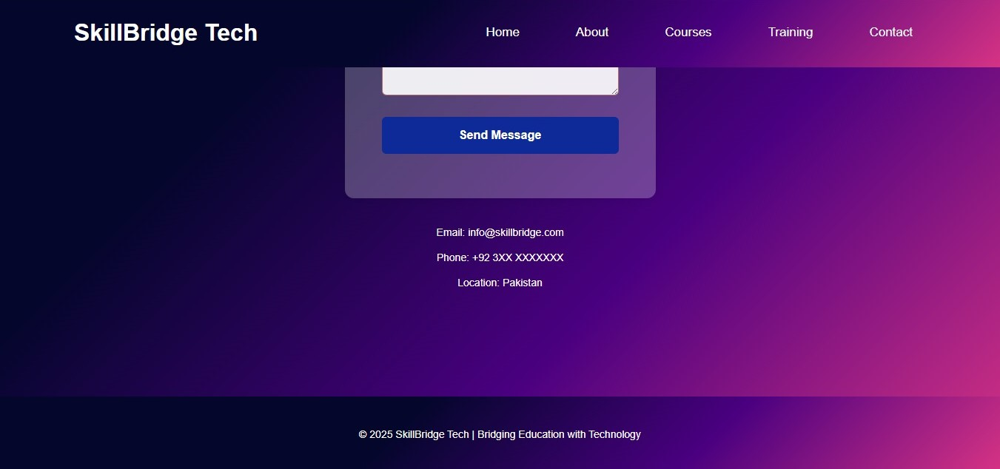 SkillBridge Tech
Home About Courses Training Contact
Send Message
Email: info@skillbridge.com
Phone: +92 3XX XXXXXXX
Location: Pakistan
© 2025 SkillBridge Tech | Bridging Education with Technology